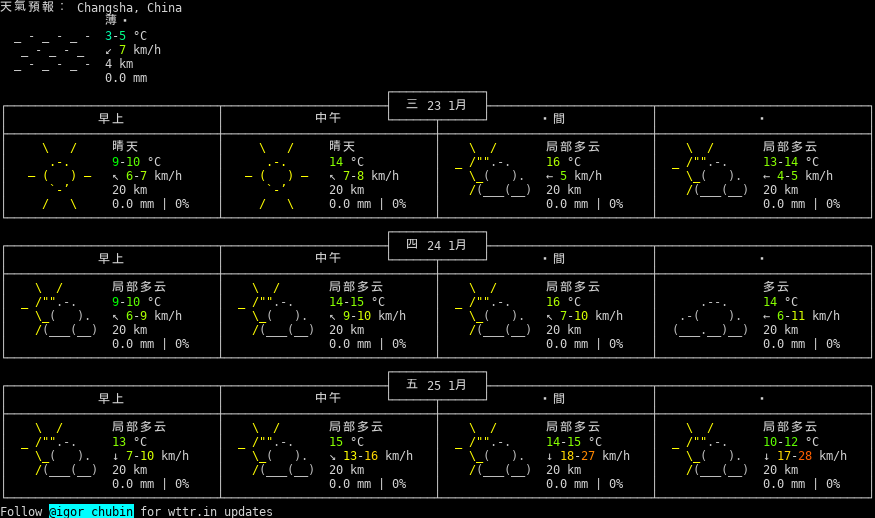 天氣預報： Changsha, China
薄・
3-5 °C
↙ 7 km/h
4 km
0.0 mm
三 23 1月
早上 中午 ・間 ・
晴天 晴天 局部多云 局部多云
9-10 °C 14 °C 16 °C 13-14 °C
↖ 6-7 km/h ↖ 7-8 km/h ← 5 km/h ← 4-5 km/h
20 km 20 km 20 km 20 km
0.0 mm | 0% 0.0 mm | 0% 0.0 mm | 0% 0.0 mm | 0%
四 24 1月
早上 中午 ・間 ・
局部多云 局部多云 局部多云 多云
9-10 °C 14-15 °C 16 °C 14 °C
↖ 6-9 km/h ↖ 9-10 km/h ↖ 7-10 km/h ← 6-11 km/h
20 km 20 km 20 km 20 km
0.0 mm | 0% 0.0 mm | 0% 0.0 mm | 0% 0.0 mm | 0%
五 25 1月
早上 中午 ・間 ・
局部多云 局部多云 局部多云 局部多云
13 °C 15 °C 14-15 °C 10-12 °C
↓ 7-10 km/h ↘ 13-16 km/h ↓ 18-27 km/h ↓ 17-28 km/h
20 km 20 km 20 km 20 km
0.0 mm | 0% 0.0 mm | 0% 0.0 mm | 0% 0.0 mm | 0%
Follow @igor_chubin for wttr.in updates